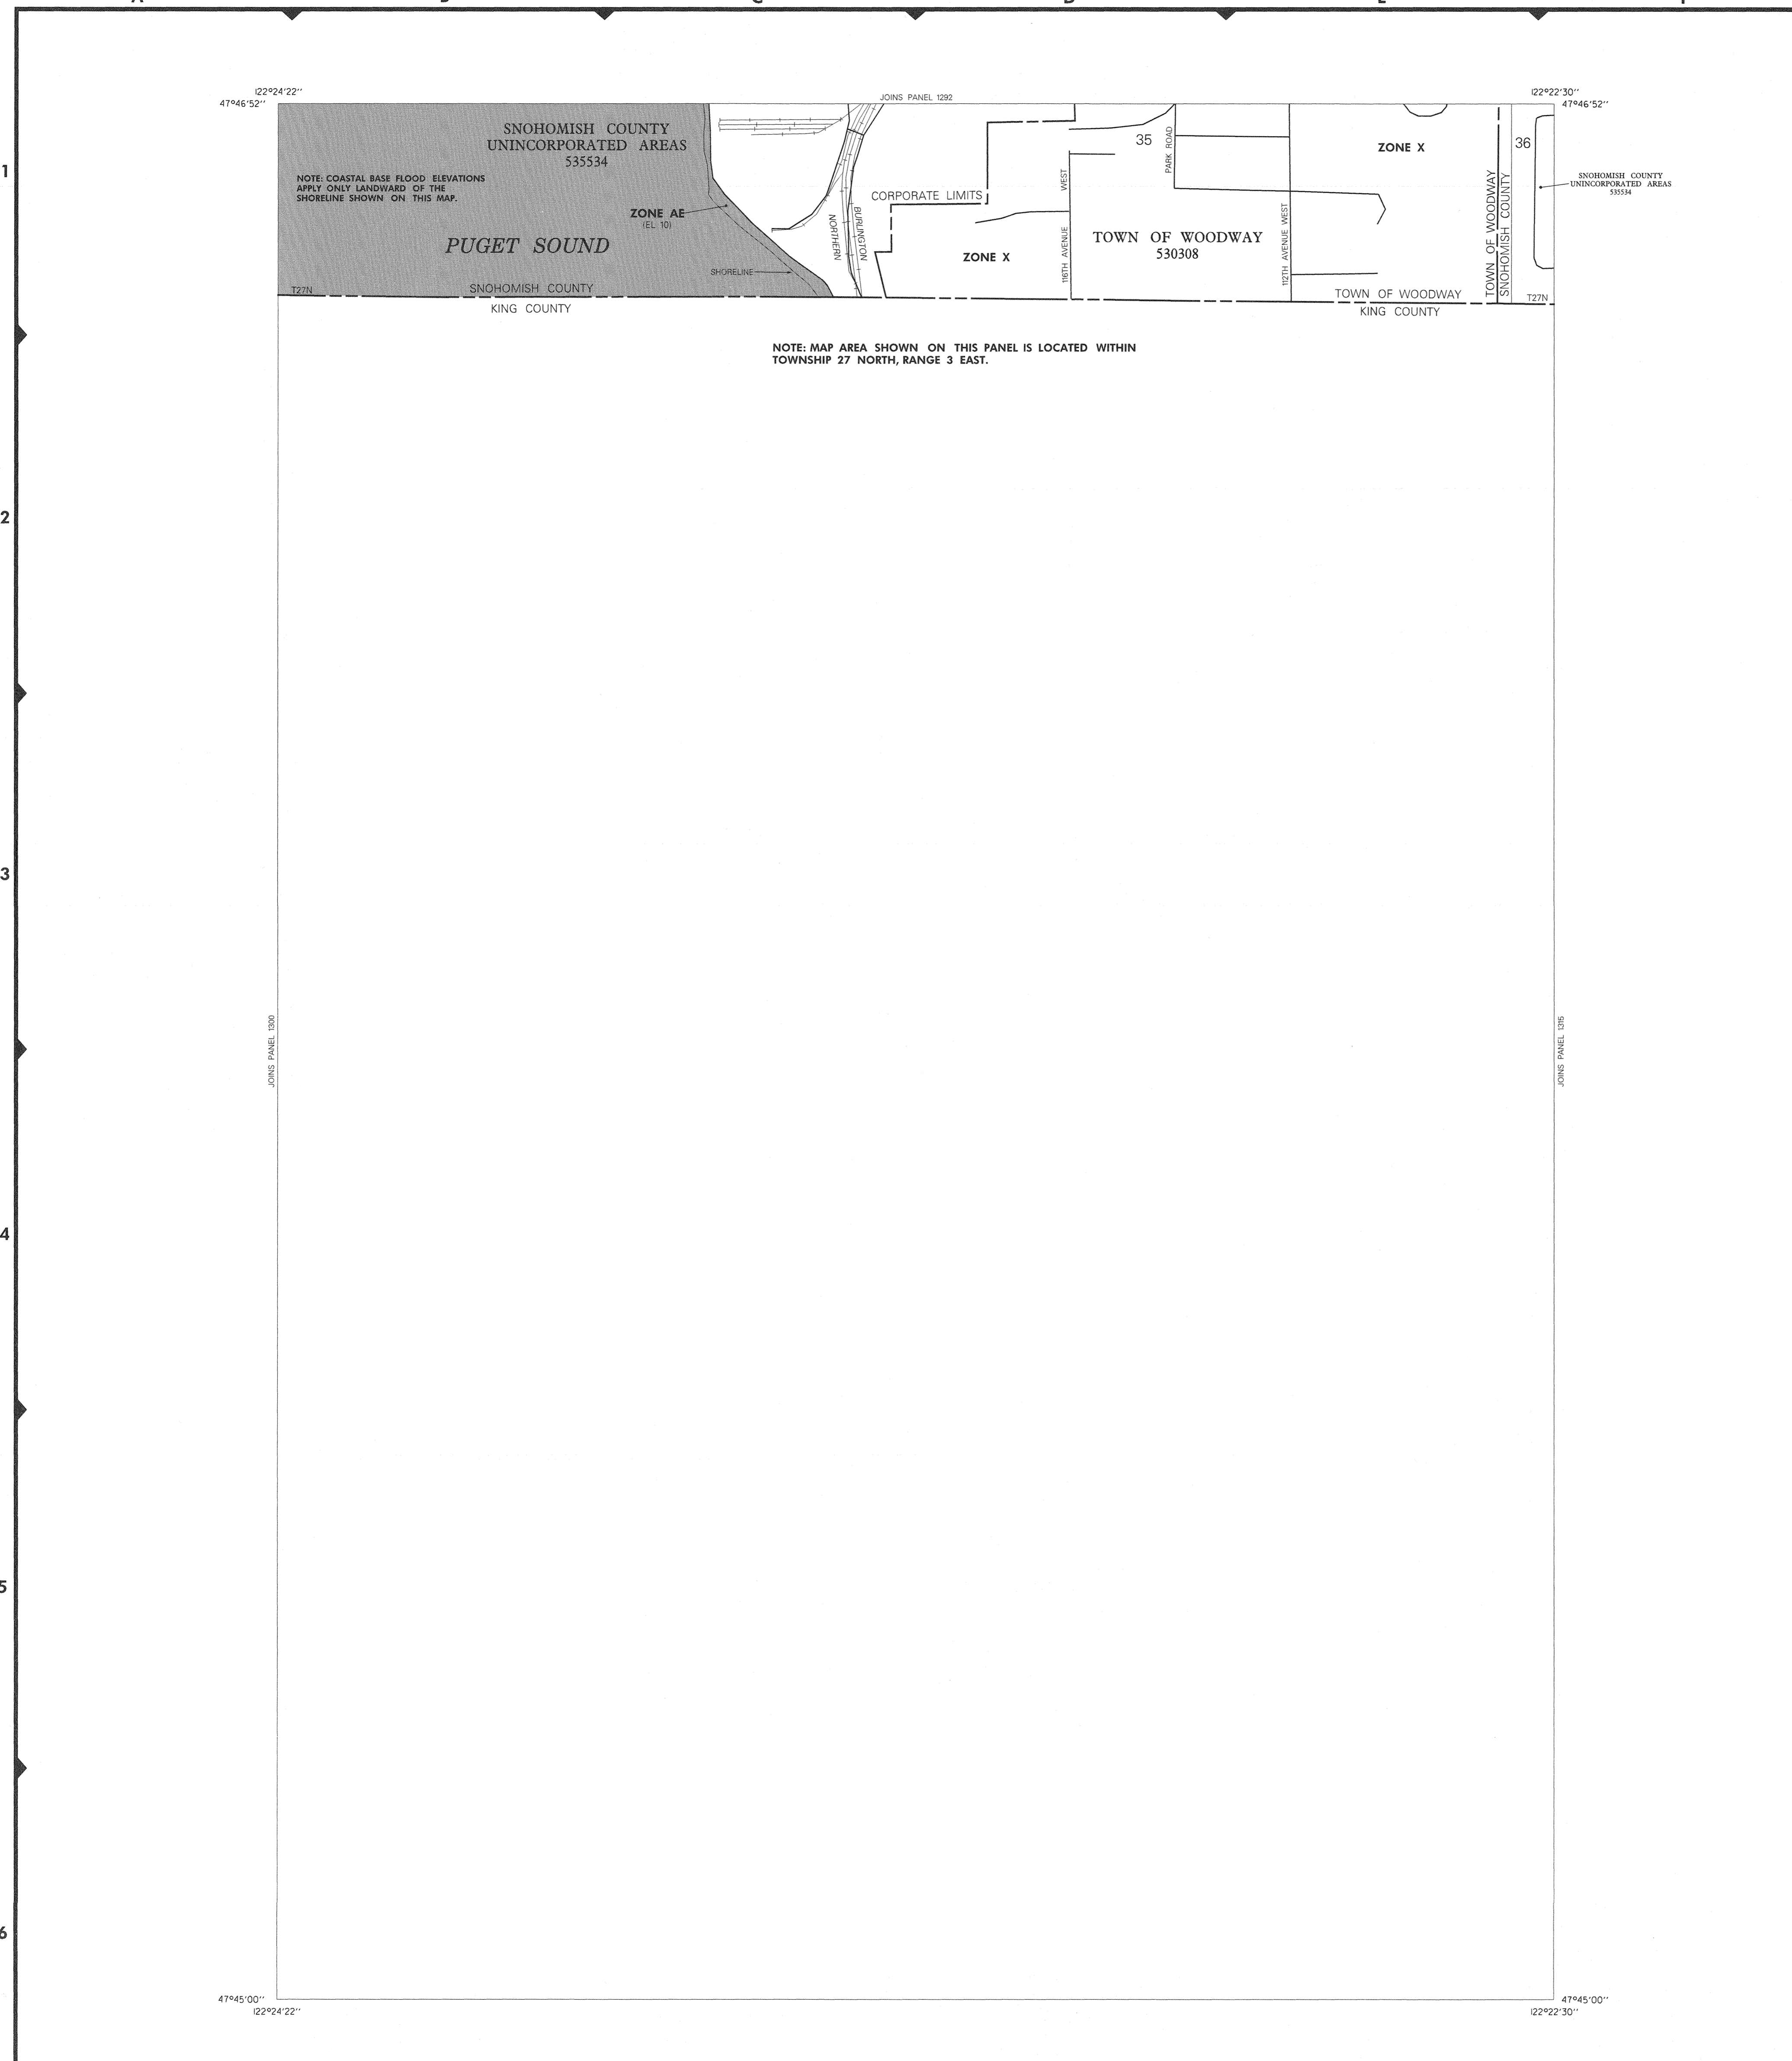 122°24'22''
122°22'30''
47°46'52''
JOINS PANEL 1292
47°46'52''
SNOHOMISH COUNTY
UNINCORPORATED AREAS
535534
NOTE: COASTAL BASE FLOOD ELEVATIONS
APPLY ONLY LANDWARD OF THE
SHORELINE SHOWN ON THIS MAP.
ZONE AE
(EL 10)
PUGET SOUND
SHORELINE
T27N
SNOHOMISH COUNTY
KING COUNTY
NORTHERN
BURLINGTON
CORPORATE LIMITS
ZONE X
116TH AVENUE WEST
35
PARK ROAD
TOWN OF WOODWAY
530308
112TH AVENUE WEST
ZONE X
TOWN OF WOODWAY
KING COUNTY
TOWN OF WOODWAY
SNOHOMISH COUNTY
36
T27N
SNOHOMISH COUNTY
UNINCORPORATED AREAS
535534
1
NOTE: MAP AREA SHOWN ON THIS PANEL IS LOCATED WITHIN
TOWNSHIP 27 NORTH, RANGE 3 EAST.
2
3
JOINS PANEL 1300
JOINS PANEL 1315
4
5
6
47°45'00''
122°24'22''
47°45'00''
122°22'30''